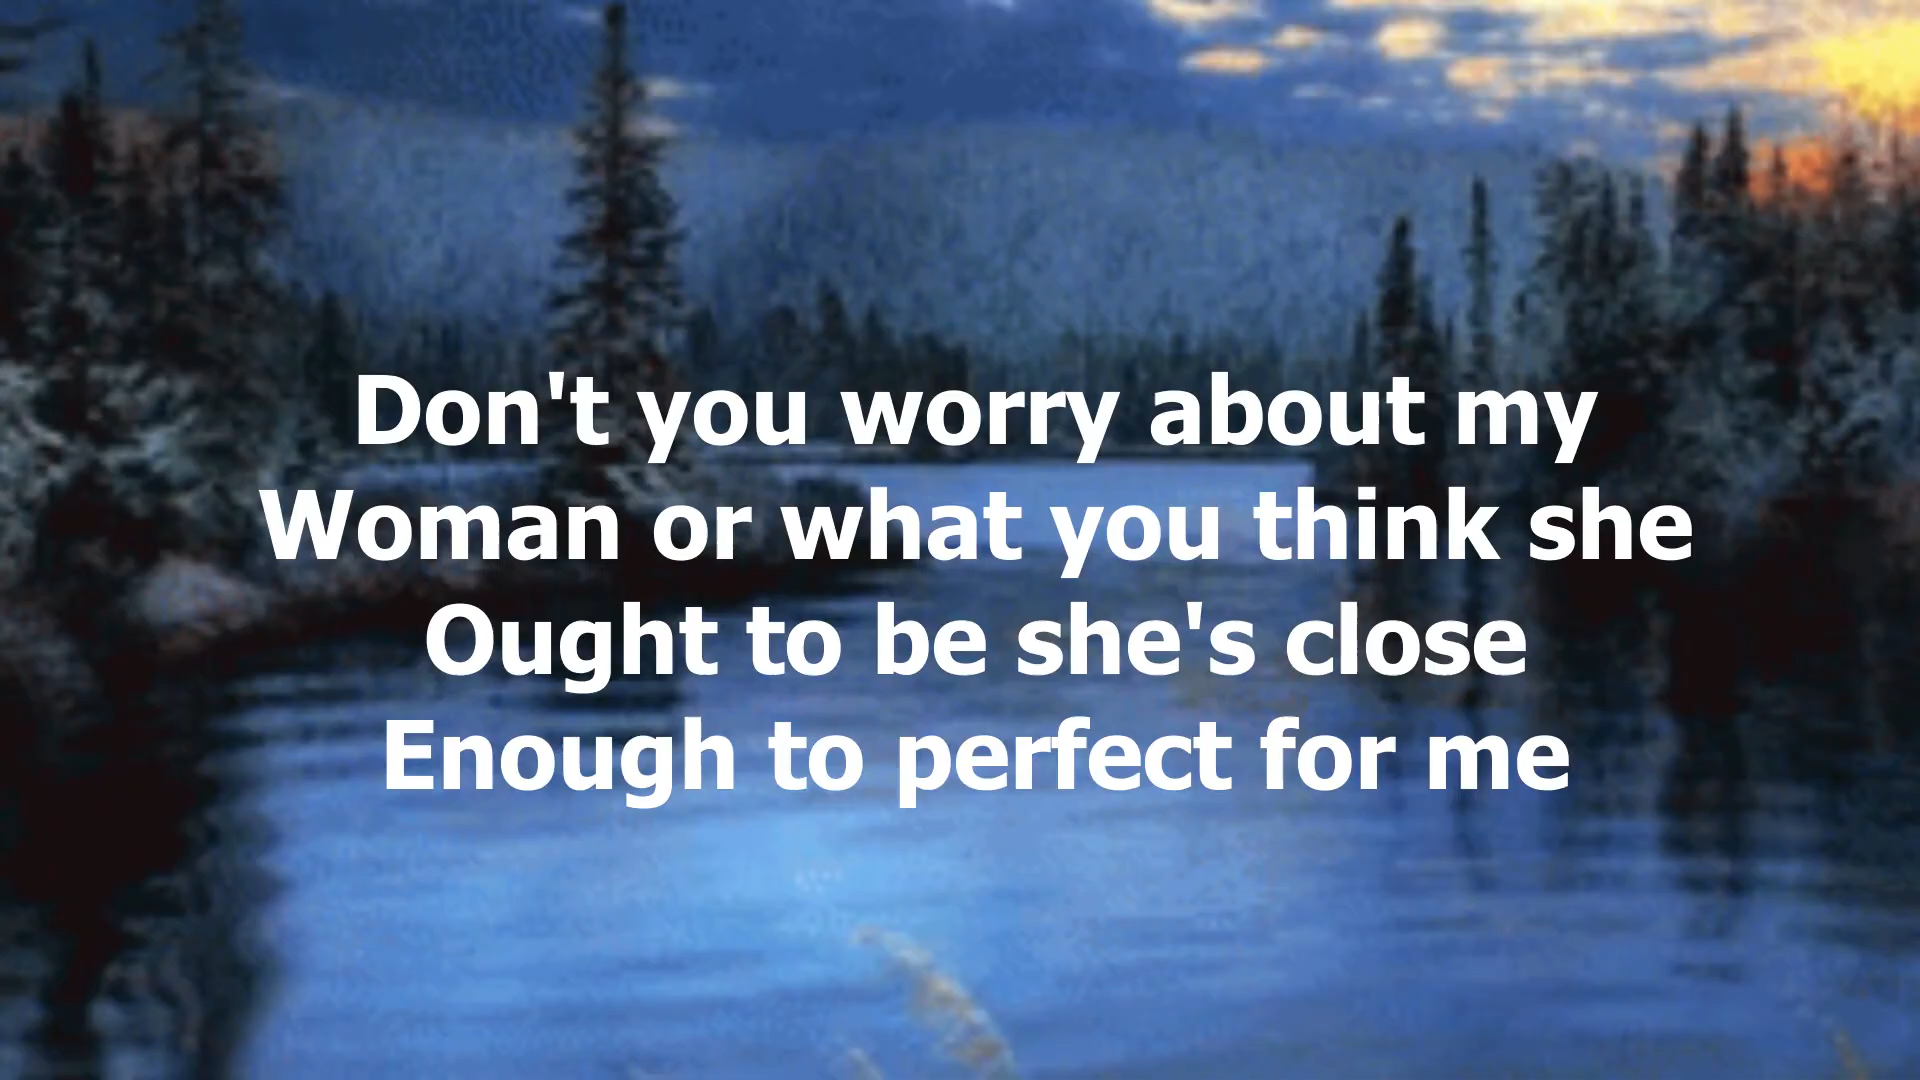 Don't you worry about my
Woman or what you think she
Ought to be she's close
Enough to perfect for me